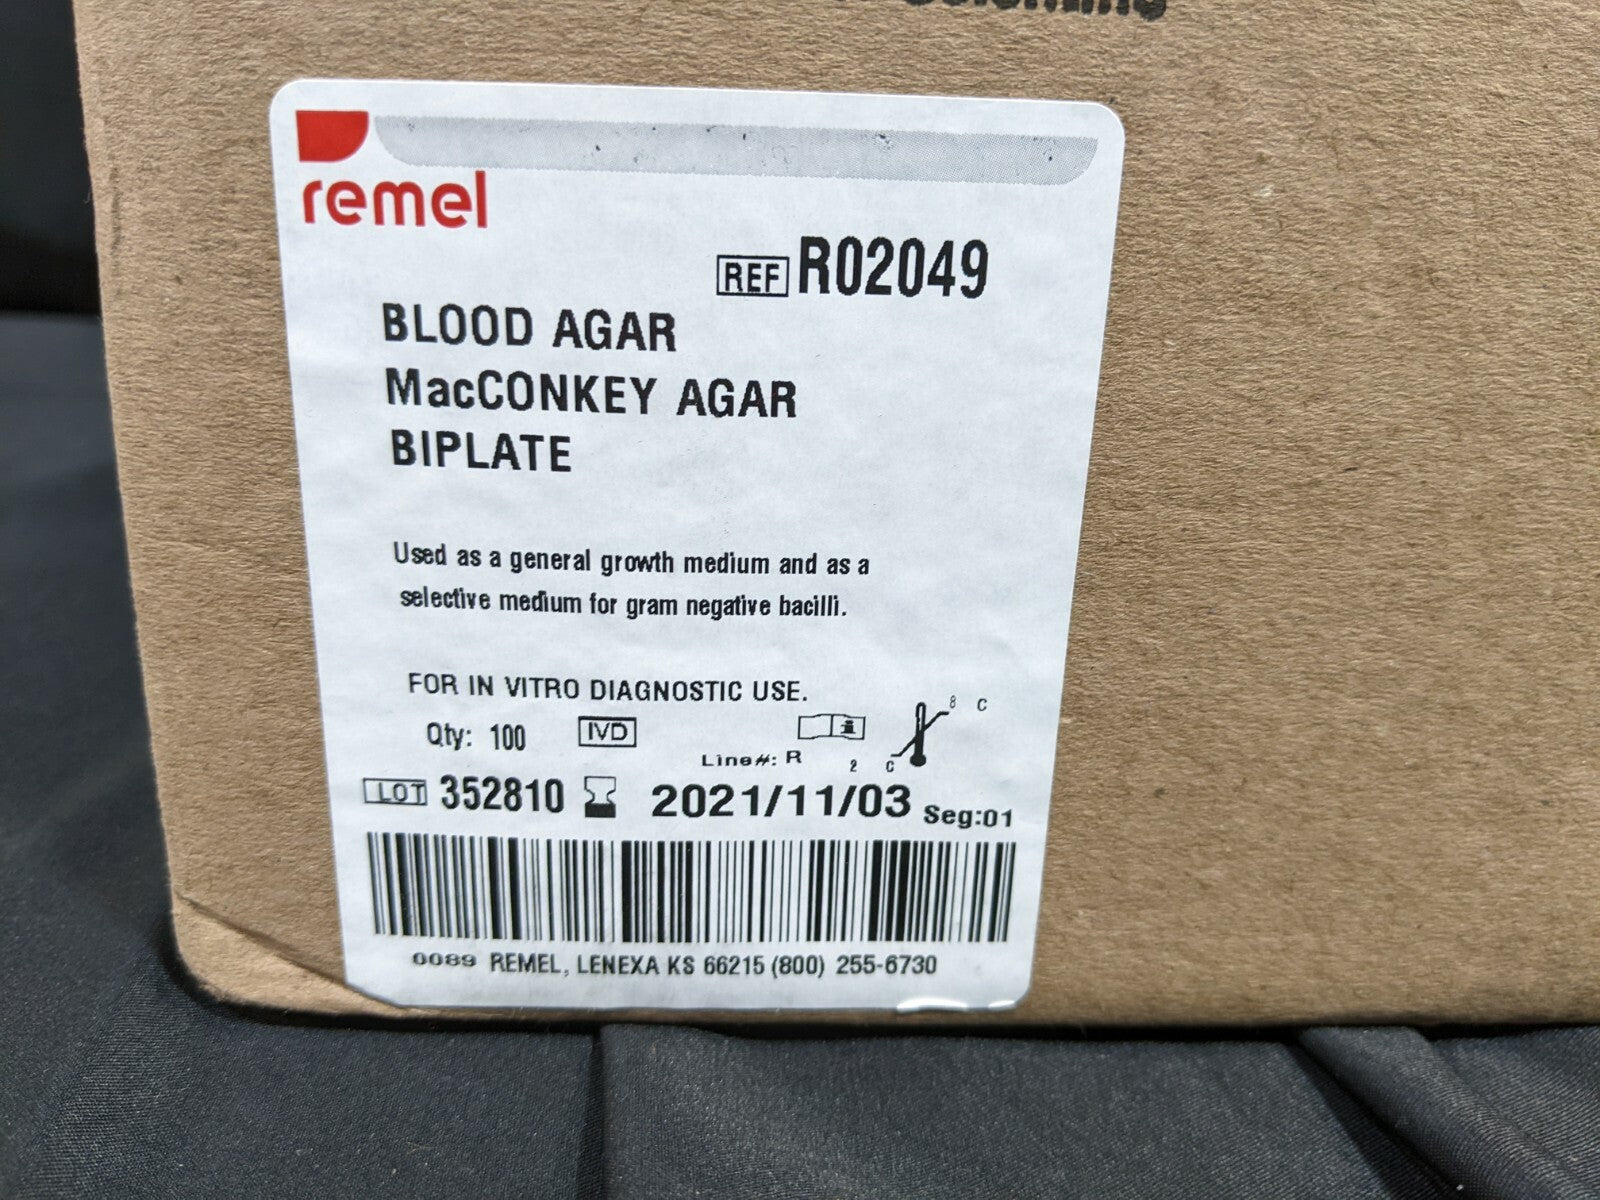 remel
REF R02049
BLOOD AGAR
MacCONKEY AGAR
BIPLATE
Used as a general growth medium and as a
selective medium for gram negative bacilli.
FOR IN VITRO DIAGNOSTIC USE.
8 C
Qty: 100 IVD i
Line#: R 2 C
LOT 352810 2021/11/03 Seg:01
0089 REMEL, LENEXA KS 66215 (800) 255-6730